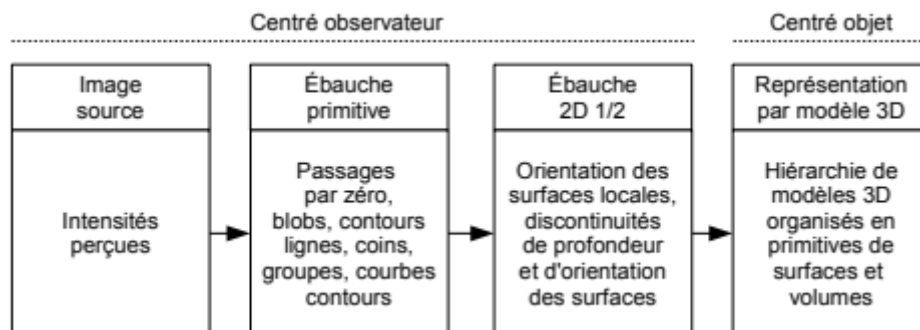 Centré observateur
Centré objet
Image
source
Intensités
perçues
Ébauche
primitive
Passages
par zéro,
blobs, contours
lignes, coins,
groupes, courbes
contours
Ébauche
2D 1/2
Orientation des
surfaces locales,
discontinuités
de profondeur
et d'orientation
des surfaces
Représentation
par modèle 3D
Hiérarchie de
modèles 3D
organisés en
primitives de
surfaces et
volumes